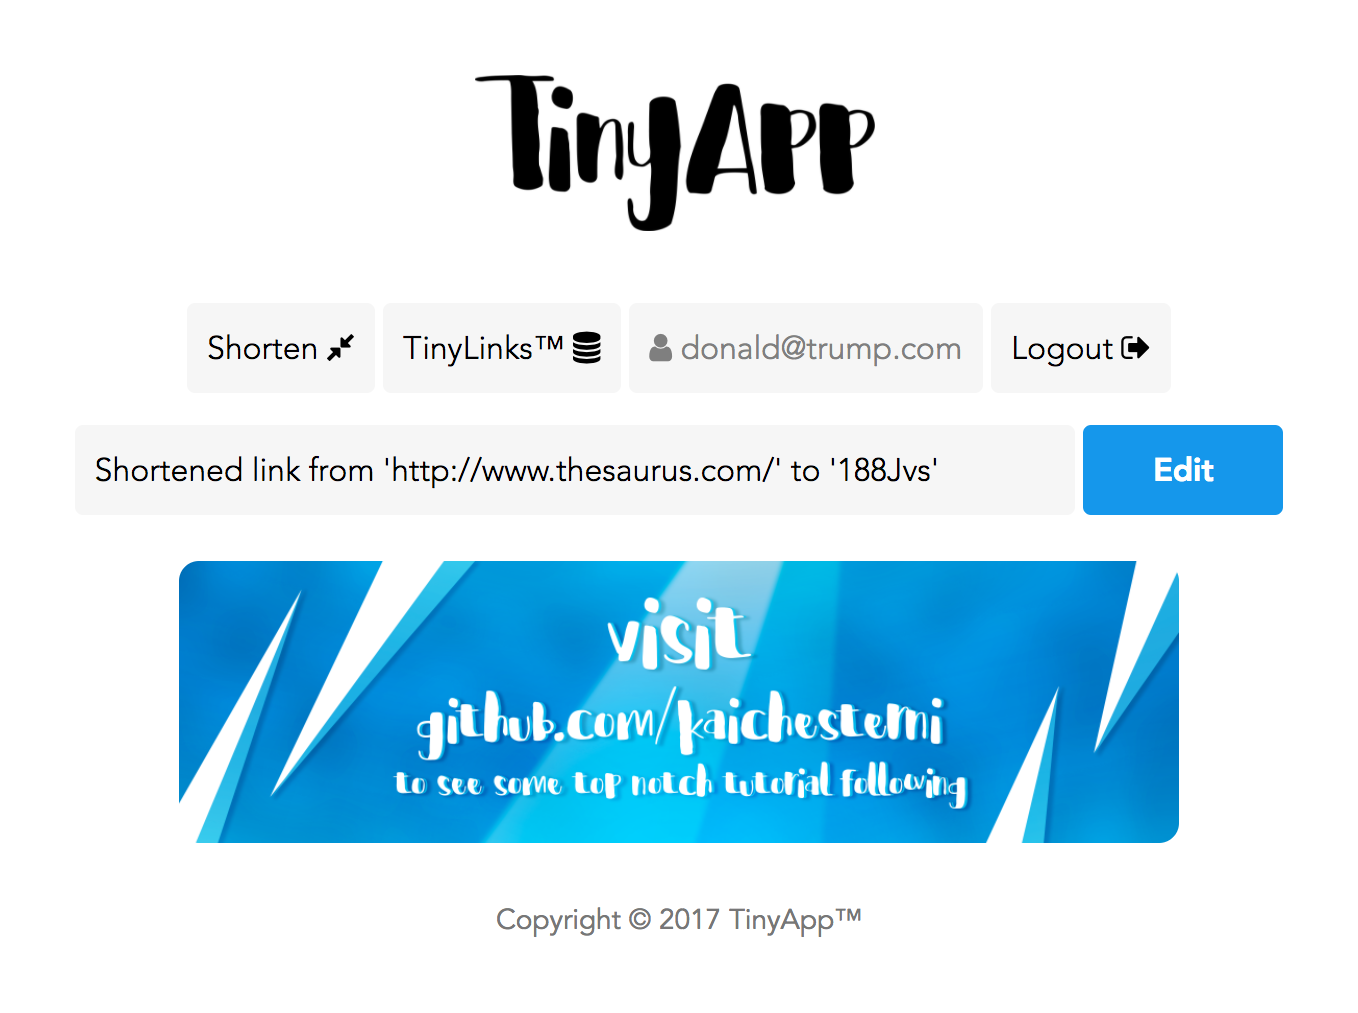 TinyApp
Shorten
TinyLinks™
donald@trump.com
Logout
Shortened link from 'http://www.thesaurus.com/' to '188Jvs'
Edit
visit
github.com/kaichesterni
to see some top notch tutorial following
Copyright © 2017 TinyApp™